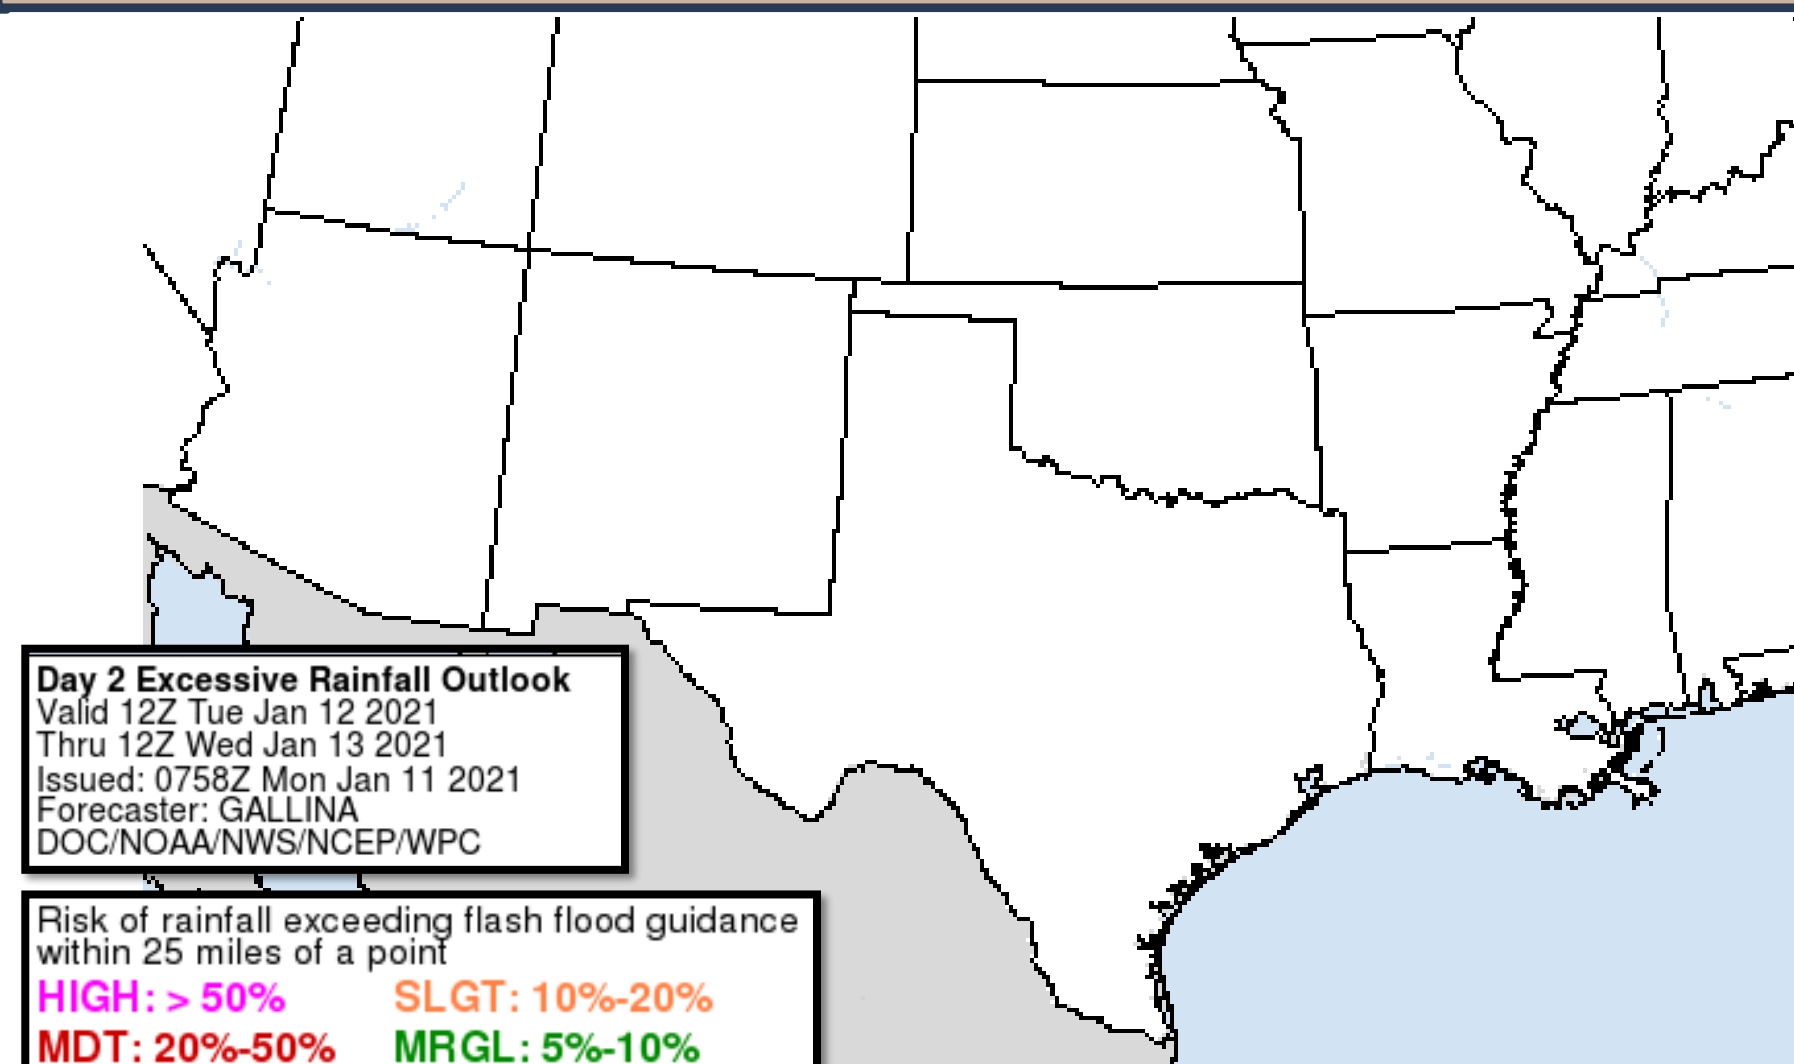 Day 2 Excessive Rainfall Outlook
Valid 12Z Tue Jan 12 2021
Thru 12Z Wed Jan 13 2021
Issued: 0758Z Mon Jan 11 2021
Forecaster: GALLINA
DOC/NOAA/NWS/NCEP/WPC
Risk of rainfall exceeding flash flood guidance
within 25 miles of a point
HIGH: > 50% SLGT: 10%-20%
MDT: 20%-50% MRGL: 5%-10%